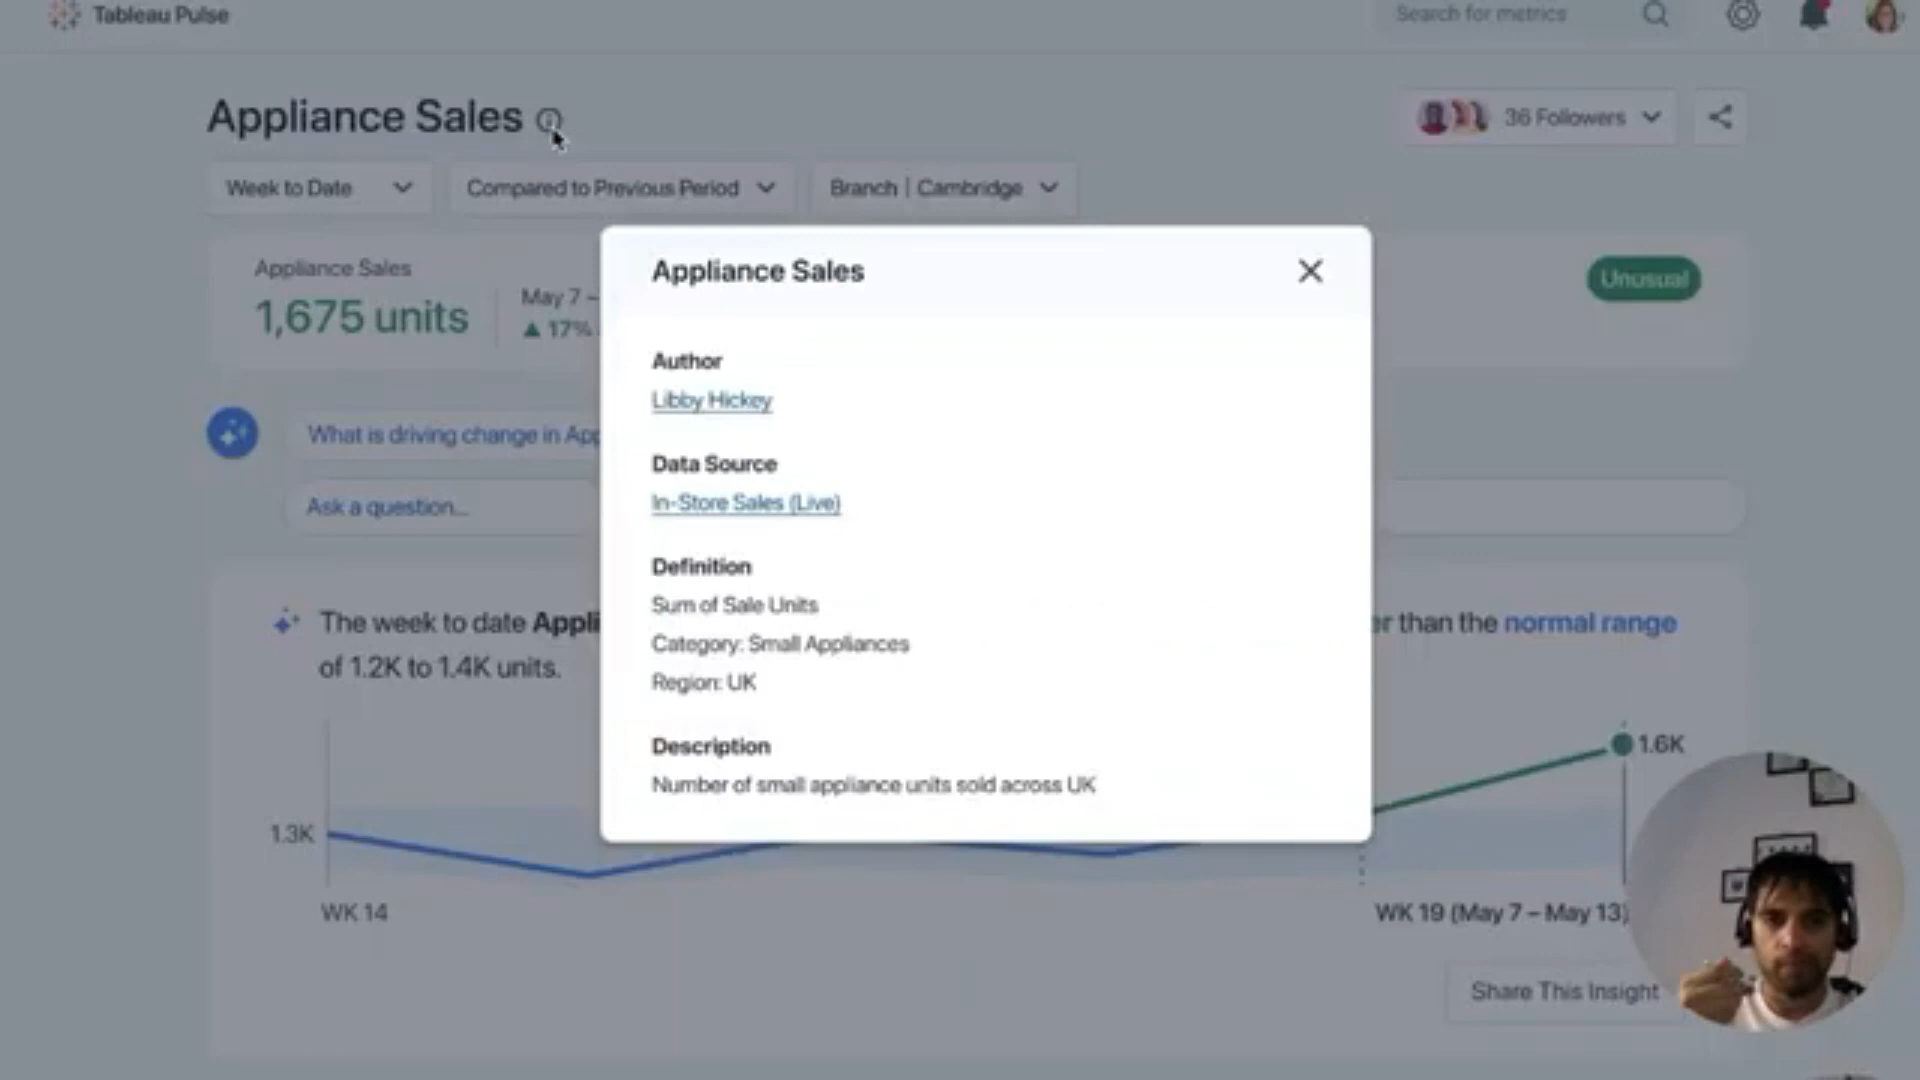 Tableau Pulse
Search for metrics
Appliance Sales
36 Followers
Week to Date
Compared to Previous Period
Branch | Cambridge
Appliance Sales
1,675 units
May 7 –
▲ 17%
Unusual
What is driving change in App
Ask a question...
The week to date Appli
er than the normal range
of 1.2K to 1.4K units.
1.3K
1.6K
WK 14
WK 19 (May 7 – May 13)
Share This Insight
Appliance Sales
Author
Libby Hickey
Data Source
In-Store Sales (Live)
Definition
Sum of Sale Units
Category: Small Appliances
Region: UK
Description
Number of small appliance units sold across UK